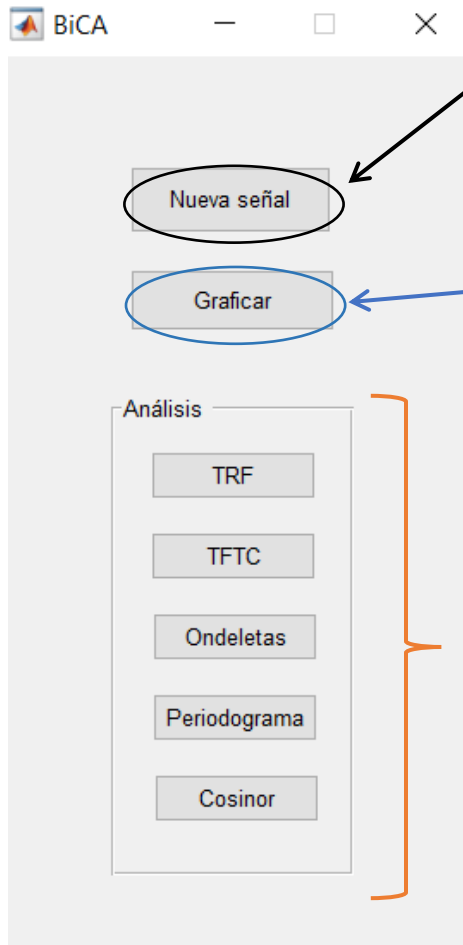 BiCA
Nueva señal
Graficar
Análisis
TRF
TFTC
Ondeletas
Periodograma
Cosinor